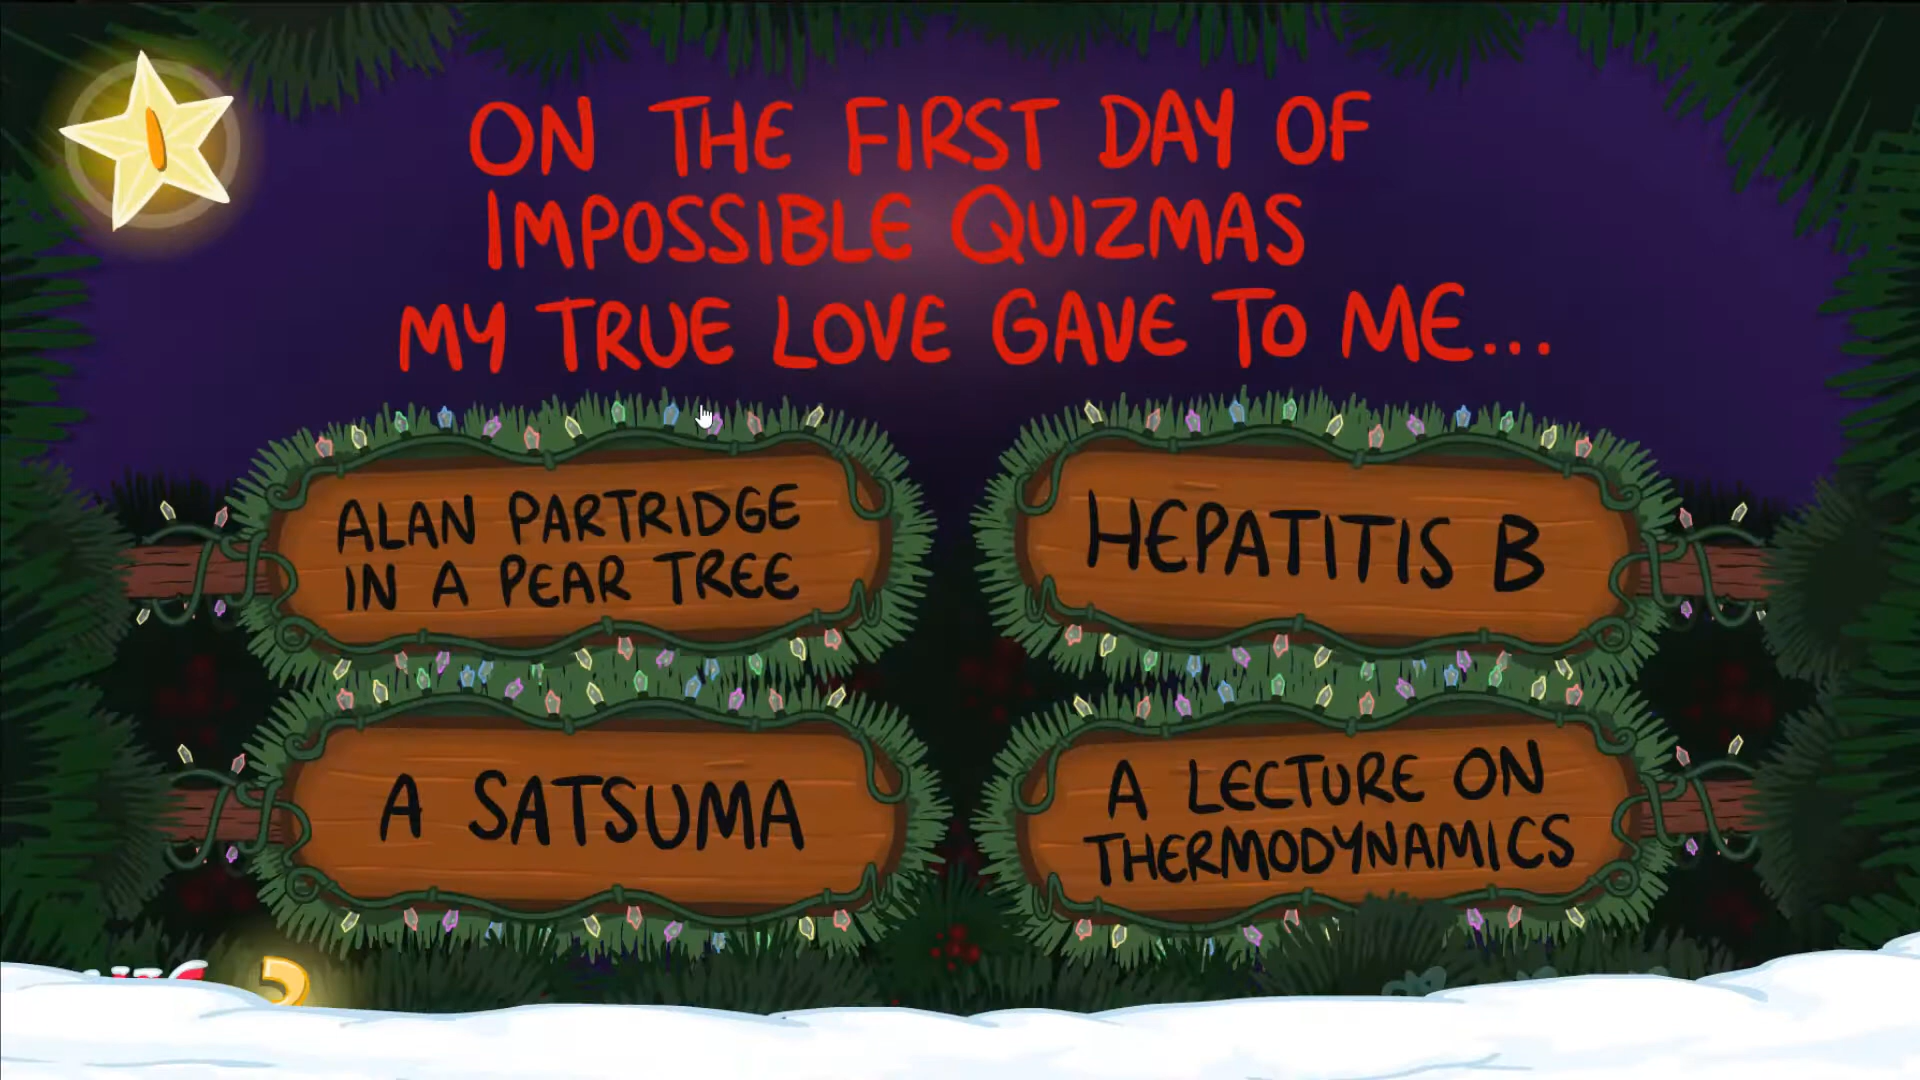 1
ON THE FIRST DAY OF
IMPOSSIBLE QUIZMAS
MY TRUE LOVE GAVE TO ME...
ALAN PARTRIDGE
IN A PEAR TREE
HEPATITIS B
A SATSUMA
A LECTURE ON
THERMODYNAMICS